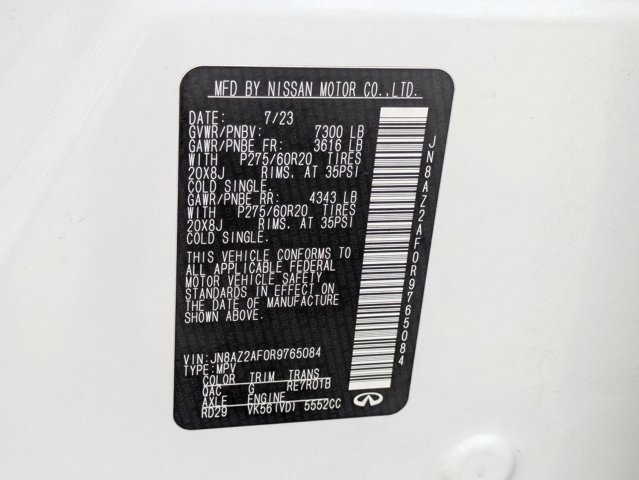 MFD BY NISSAN MOTOR CO.,LTD.
DATE: 7/23
GVWR/PNBV: 7300 LB
GAWR/PNBE FR: 3616 LB
WITH P275/60R20 TIRES
20X8J RIMS, AT 35PSI
COLD SINGLE.
GAWR/PNBE RR: 4343 LB
WITH P275/60R20 TIRES
20X8J RIMS, AT 35PSI
COLD SINGLE.
THIS VEHICLE CONFORMS TO
ALL APPLICABLE FEDERAL
MOTOR VEHICLE SAFETY
STANDARDS IN EFFECT ON
THE DATE OF MANUFACTURE
SHOWN ABOVE.
VIN: JN8AZ2AF0R9765084
TYPE: MPV
COLOR TRIM TRANS
QAC G RE7R01B
AXLE ENGINE
RD29 VK56(VD) 5552CC
JN8AZ2AF0R9765084